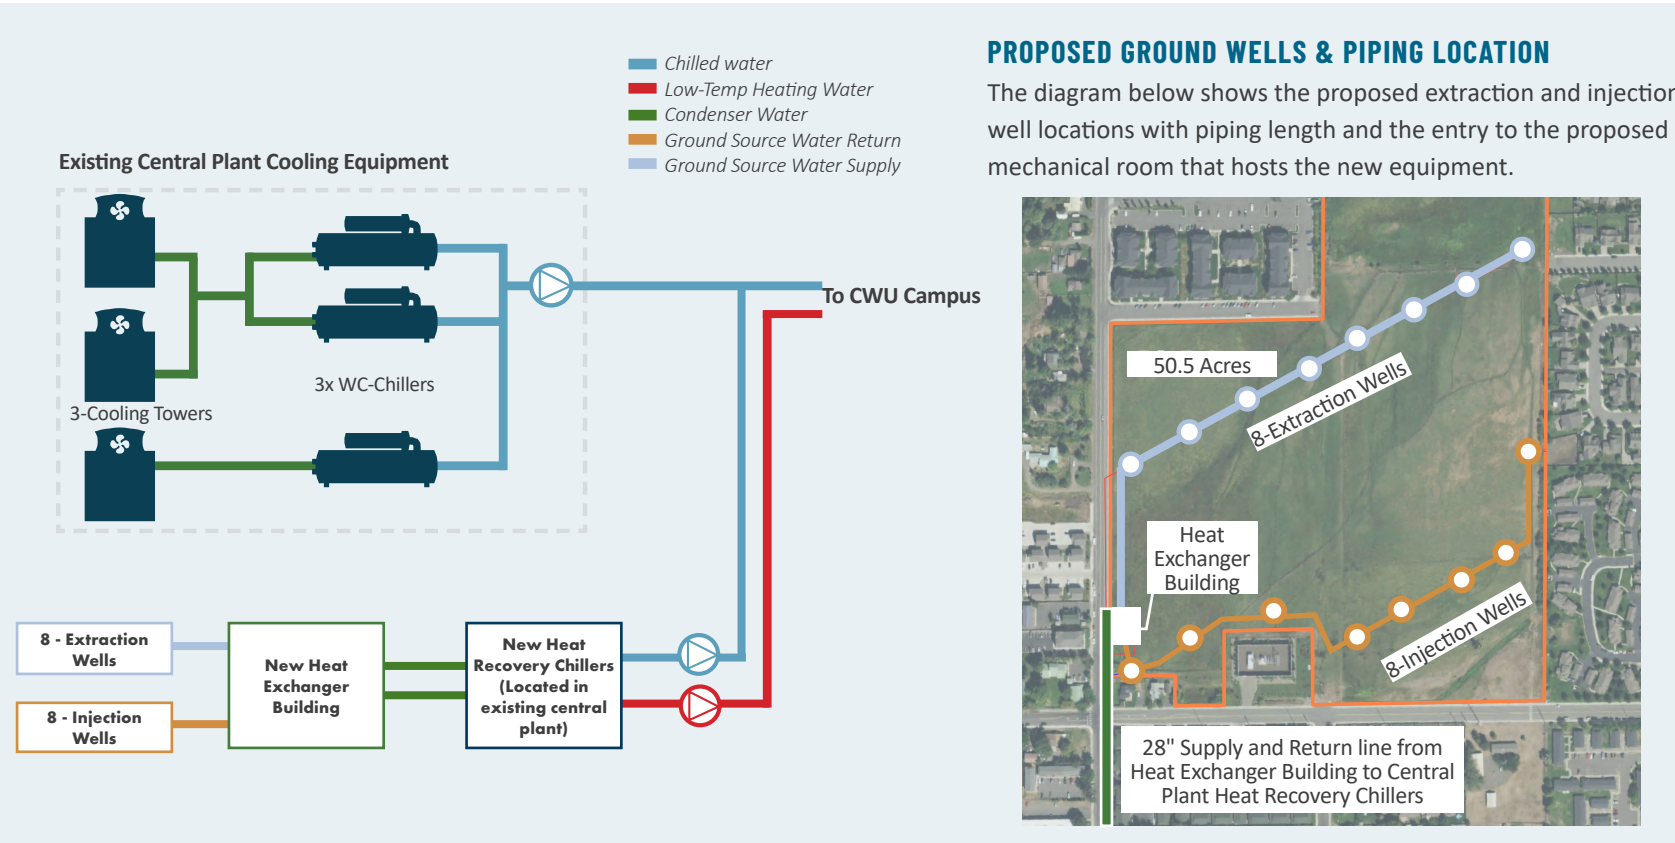 Chilled water
Low-Temp Heating Water
Condenser Water
Ground Source Water Return
Ground Source Water Supply
Existing Central Plant Cooling Equipment
3x WC-Chillers
3-Cooling Towers
To CWU Campus
8 - Extraction
Wells
8 - Injection
Wells
New Heat
Exchanger
Building
New Heat
Recovery Chillers
(Located in
existing central
plant)
PROPOSED GROUND WELLS & PIPING LOCATION
The diagram below shows the proposed extraction and injection
well locations with piping length and the entry to the proposed
mechanical room that hosts the new equipment.
50.5 Acres
8-Extraction Wells
Heat
Exchanger
Building
8-Injection Wells
28" Supply and Return line from
Heat Exchanger Building to Central
Plant Heat Recovery Chillers